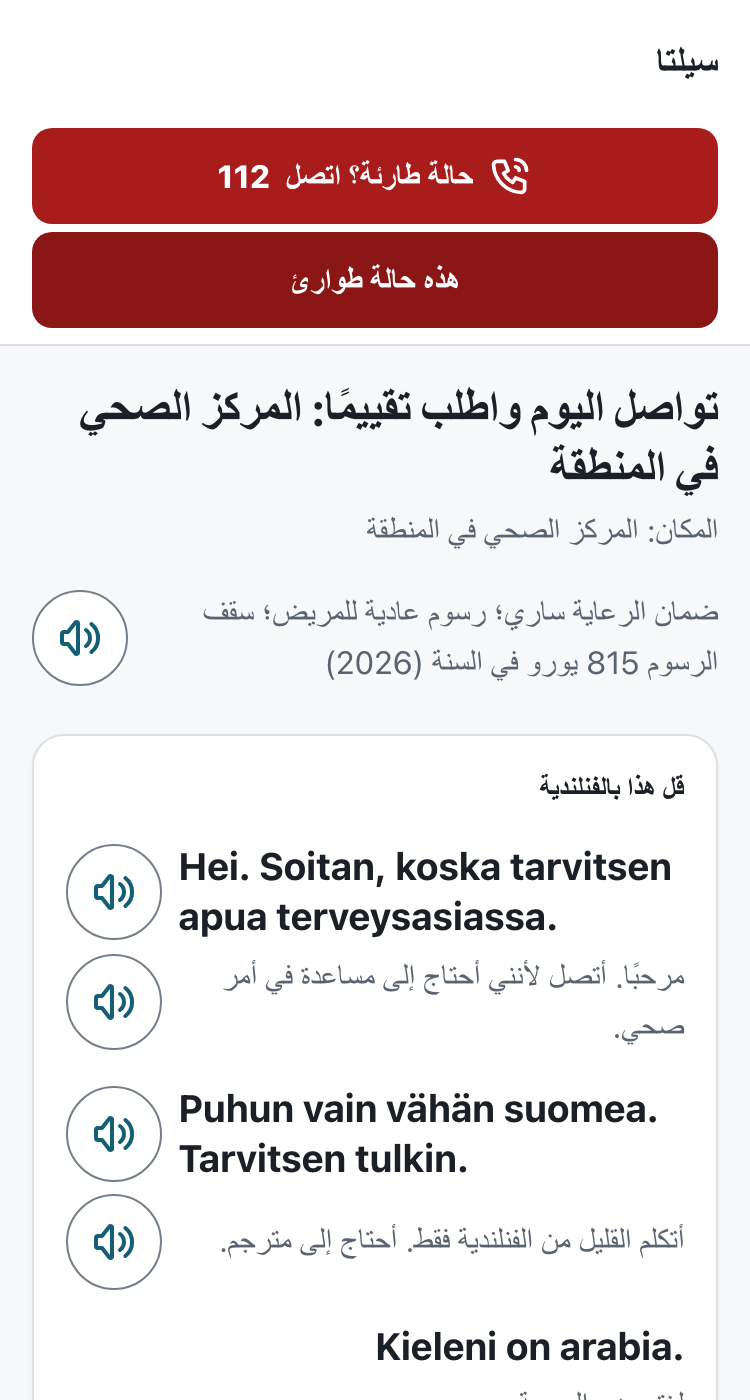 سيلتا
حالة طارئة؟ اتصل 112
هذه حالة طوارئ
تواصل اليوم واطلب تقييمًا: المركز الصحي
في المنطقة
المكان: المركز الصحي في المنطقة
ضمان الرعاية ساري؛ رسوم عادية للمريض؛ سقف
الرسوم 815 يورو في السنة (2026)
قل هذا بالفنلندية
Hei. Soitan, koska tarvitsen
apua terveysasiassa.
مرحبًا. أتصل لأنني أحتاج إلى مساعدة في أمر
صحي.
Puhun vain vähän suomea.
Tarvitsen tulkin.
أتكلم القليل من الفنلندية فقط. أحتاج إلى مترجم.
Kieleni on arabia.